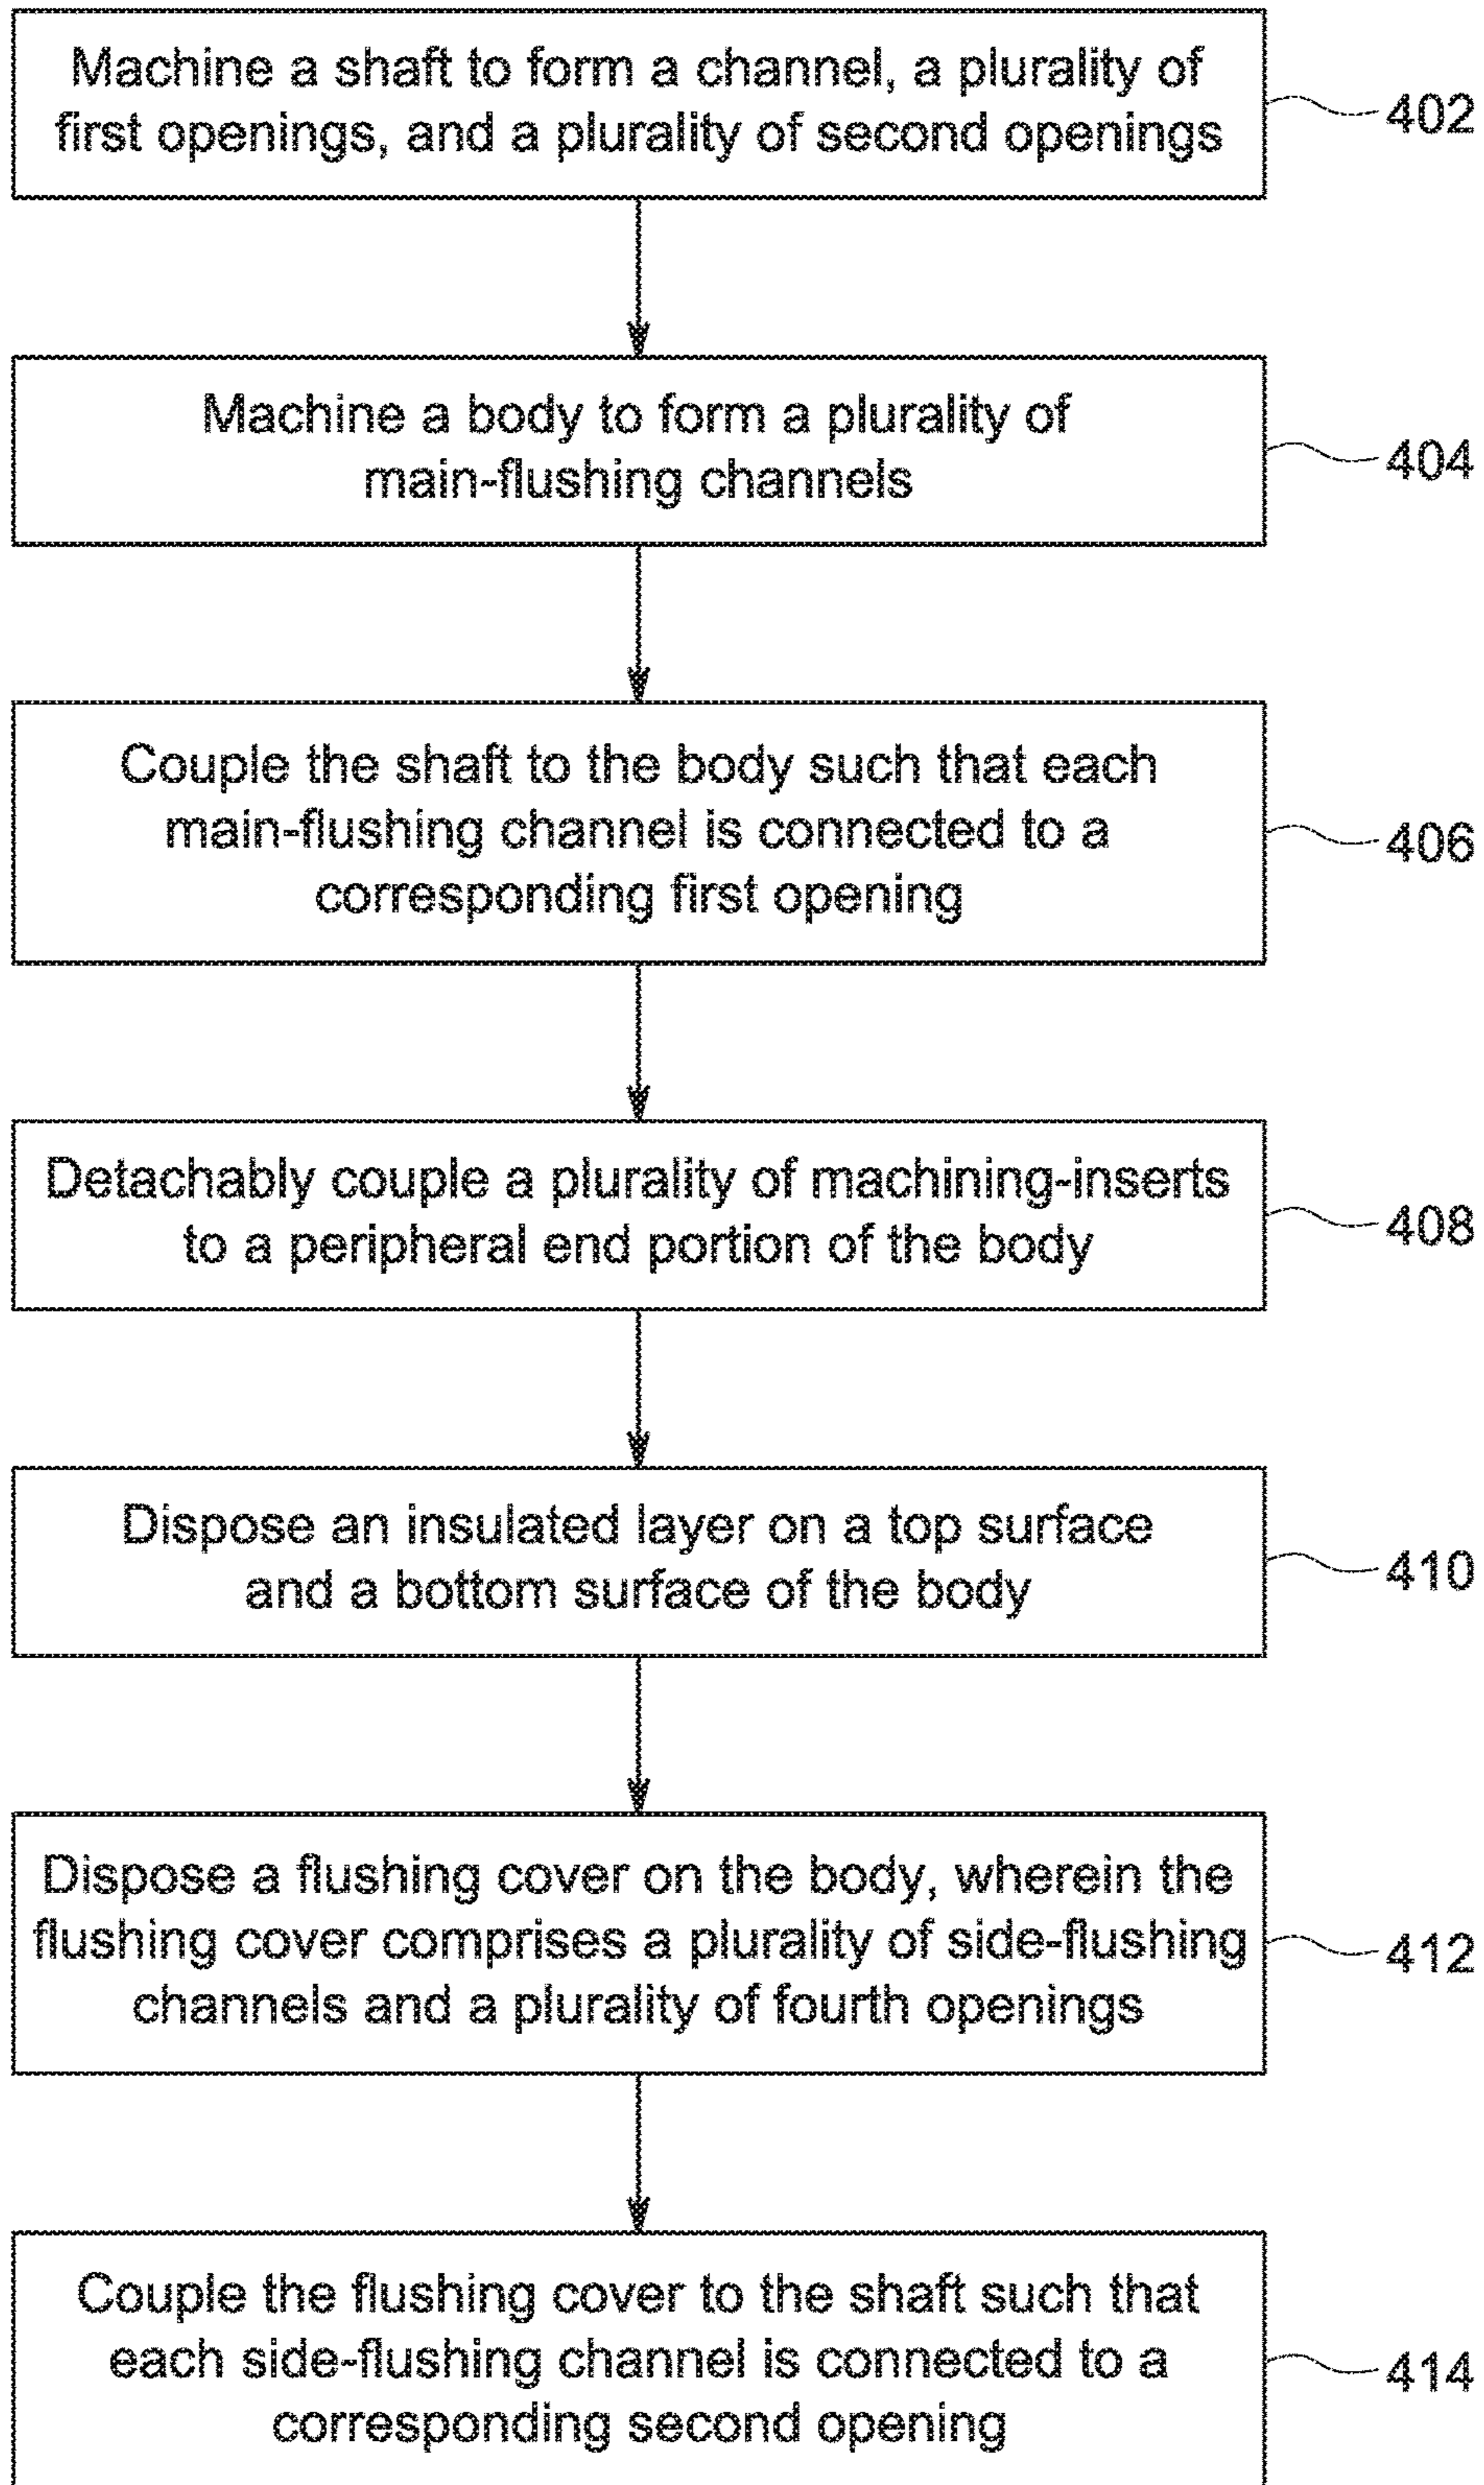 Machine a shaft to form a channel, a plurality of
first openings, and a plurality of second openings
402
Machine a body to form a plurality of
main-flushing channels
404
Couple the shaft to the body such that each
main-flushing channel is connected to a
corresponding first opening
406
Detachably couple a plurality of machining-inserts
to a peripheral end portion of the body
408
Dispose an insulated layer on a top surface
and a bottom surface of the body
410
Dispose a flushing cover on the body, wherein the
flushing cover comprises a plurality of side-flushing
channels and a plurality of fourth openings
412
Couple the flushing cover to the shaft such that
each side-flushing channel is connected to a
corresponding second opening
414